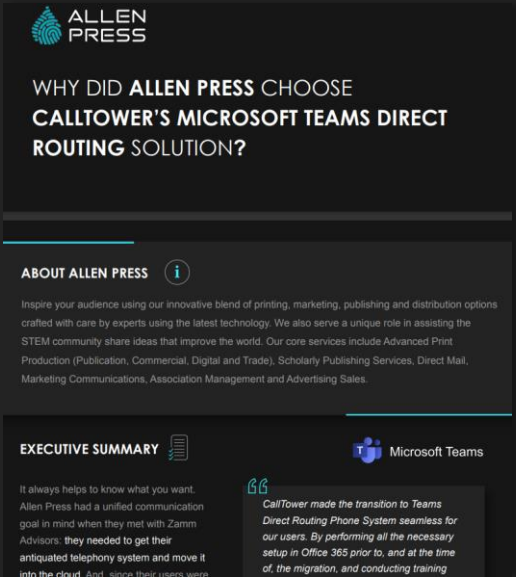 ALLEN
PRESS
WHY DID ALLEN PRESS CHOOSE
CALLTOWER'S MICROSOFT TEAMS DIRECT
ROUTING SOLUTION?
ABOUT ALLEN PRESS
i
Inspire your audience using our innovative blend of printing, marketing, publishing and distribution options
crafted with care by experts using the latest technology. We also serve a unique role in assisting the
STEM community share ideas that improve the world. Our core services include Advanced Print
Production (Publication, Commercial, Digital and Trade), Scholarly Publishing Services, Direct Mail,
Marketing Communications, Association Management and Advertising Sales.
EXECUTIVE SUMMARY
It always helps to know what you want.
Allen Press had a unified communication
goal in mind when they met with Zamm
Advisors: they needed to get their
antiquated telephony system and move it
into the cloud. And, since their users were
T
Microsoft Teams
“
CallTower made the transition to Teams
Direct Routing Phone System seamless for
our users. By performing all the necessary
setup in Office 365 prior to, and at the time
of, the migration, and conducting training